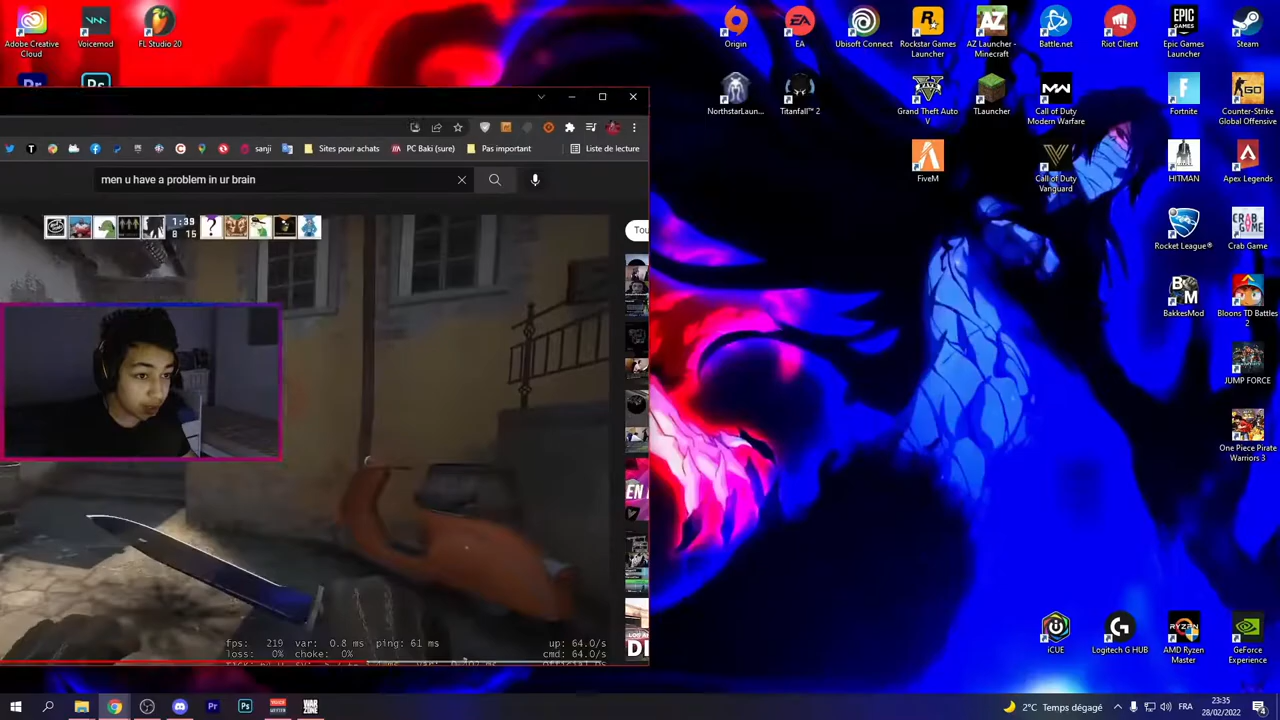 Adobe Creative Cloud
Voicemod
FL Studio 20
Origin
EA
Ubisoft Connect
Rockstar Games Launcher
AZ Launcher - Minecraft
Battle.net
Riot Client
Epic Games Launcher
Steam
NorthstarLaun...
Titanfall™ 2
Grand Theft Auto V
TLauncher
Call of Duty Modern Warfare
Fortnite
Counter-Strike Global Offensive
FiveM
Call of Duty Vanguard
HITMAN
Apex Legends
Rocket League®
Crab Game
BakkesMod
Bloons TD Battles 2
JUMP FORCE
One Piece Pirate Warriors 3
sanji
Sites pour achats
PC Baki (sure)
Pas important
Liste de lecture
men u have a problem in ur brain
Tou
1:39
8 15
fps: 219 var: 0.8 ms ping: 61 ms
loss: 0% choke: 0%
up: 64.0/s
cmd: 64.0/s
iCUE
Logitech G HUB
AMD Ryzen Master
GeForce Experience
2°C Temps dégagé
FRA
23:35
28/02/2022